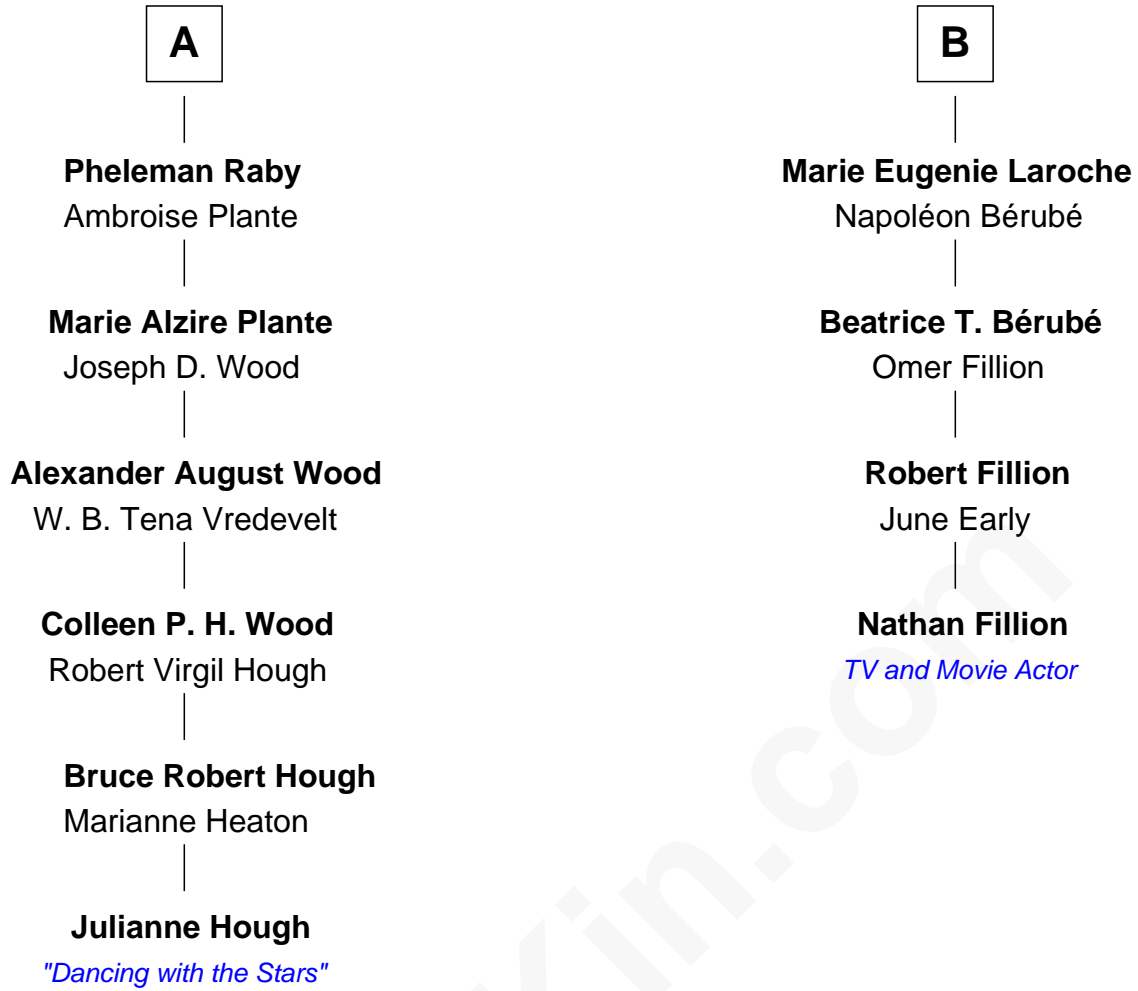 A
Pheleman Raby
Ambroise Plante
Marie Alzire Plante
Joseph D. Wood
Alexander August Wood
W. B. Tena Vredevelt
Colleen P. H. Wood
Robert Virgil Hough
Bruce Robert Hough
Marianne Heaton
Julianne Hough
"Dancing with the Stars"
B
Marie Eugenie Laroche
Napoléon Bérubé
Beatrice T. Bérubé
Omer Fillion
Robert Fillion
June Early
Nathan Fillion
TV and Movie Actor
Kin.com